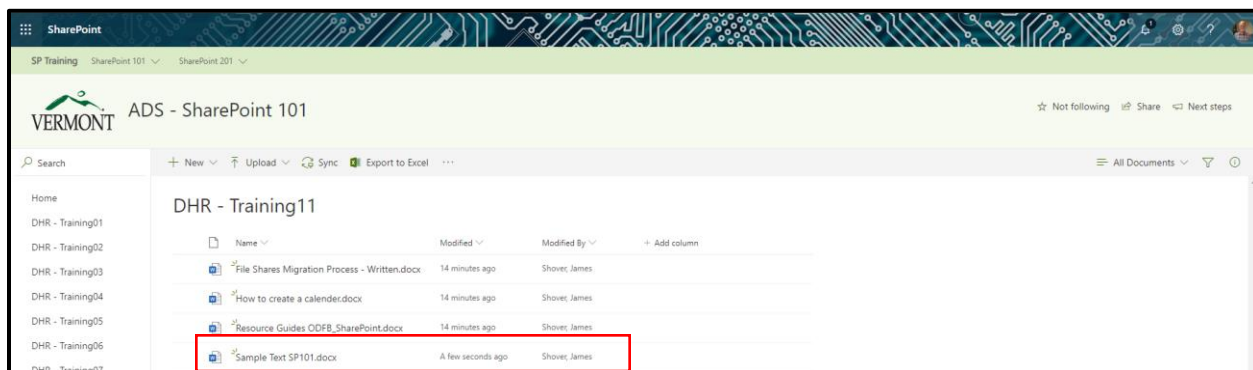 SharePoint
SP Training SharePoint 101 SharePoint 201
VERMONT ADS - SharePoint 101 Not following Share Next steps
Search New Upload Sync Export to Excel ... All Documents
Home
DHR - Training01
DHR - Training02
DHR - Training03
DHR - Training04
DHR - Training05
DHR - Training06
DHR - Training07
DHR - Training11
Name Modified Modified By + Add column
File Shares Migration Process - Written.docx 14 minutes ago Shover, James
How to create a calender.docx 14 minutes ago Shover, James
Resource Guides ODFB_SharePoint.docx 14 minutes ago Shover, James
Sample Text SP101.docx A few seconds ago Shover, James